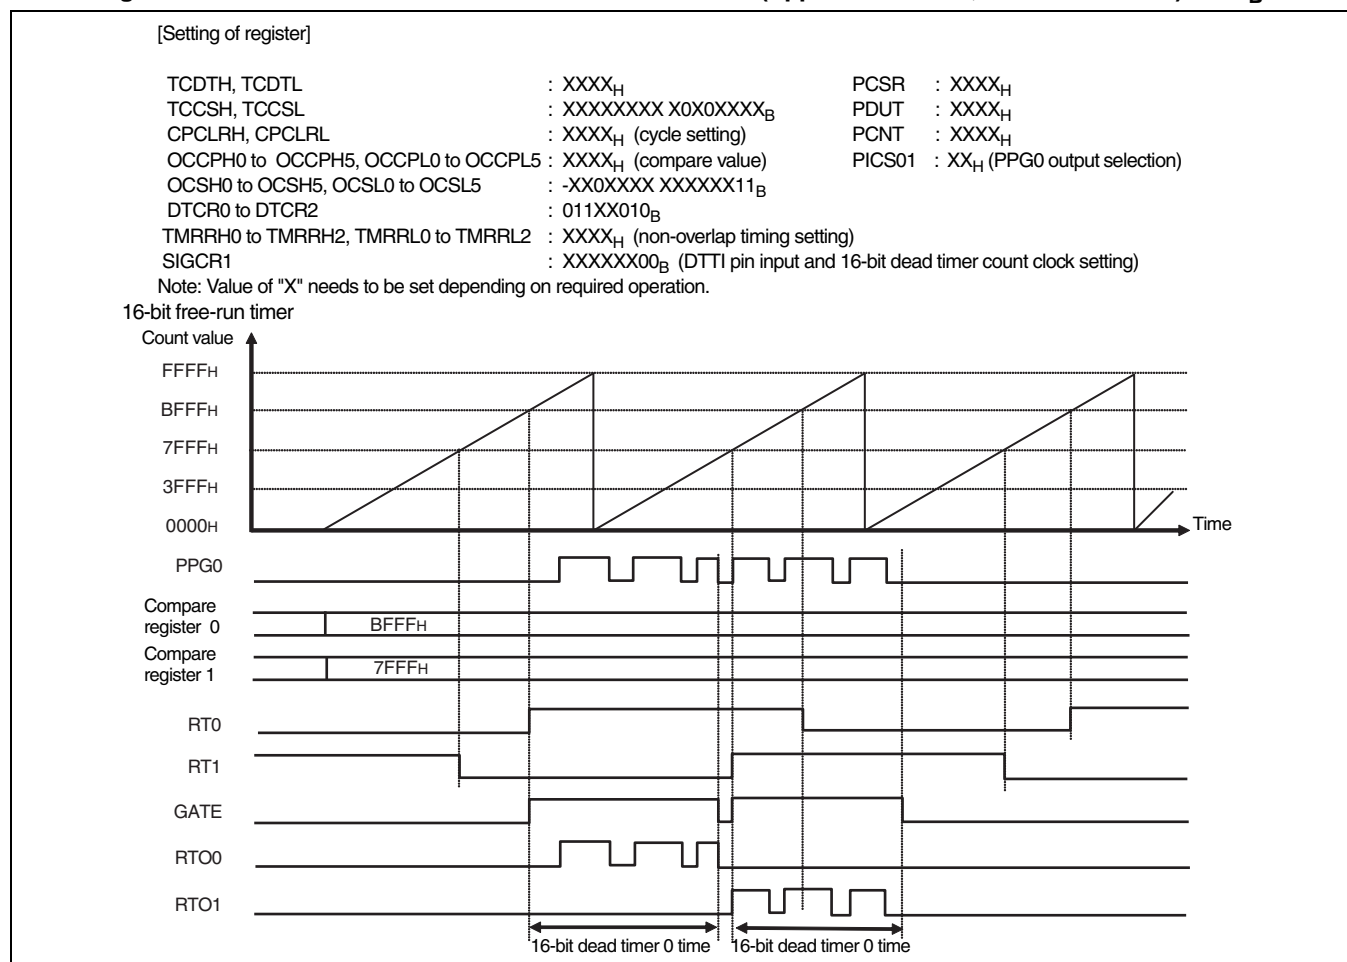 [Setting of register]
TCDTH, TCDTL : XXXXH PCSR : XXXXH
TCCSH, TCCSL : XXXXXXXX X0X0XXXXB PDUT : XXXXH
CPCLRH, CPCLRL : XXXXH (cycle setting) PCNT : XXXXH
OCCPH0 to OCCPH5, OCCPL0 to OCCPL5 : XXXXH (compare value) PICS01 : XXH (PPG0 output selection)
OCSH0 to OCSH5, OCSL0 to OCSL5 : -XX0XXXX XXXXXX11B
DTCR0 to DTCR2 : 011XX010B
TMRRH0 to TMRRH2, TMRRL0 to TMRRL2 : XXXXH (non-overlap timing setting)
SIGCR1 : XXXXXX00B (DTTI pin input and 16-bit dead timer count clock setting)
Note: Value of "X" needs to be set depending on required operation.
16-bit free-run timer
Count value
FFFFH
BFFFH
7FFFH
3FFFH
0000H
Time
PPG0
Compare
register 0
BFFFH
Compare
register 1
7FFFH
RT0
RT1
GATE
RTO0
RTO1
16-bit dead timer 0 time 16-bit dead timer 0 time